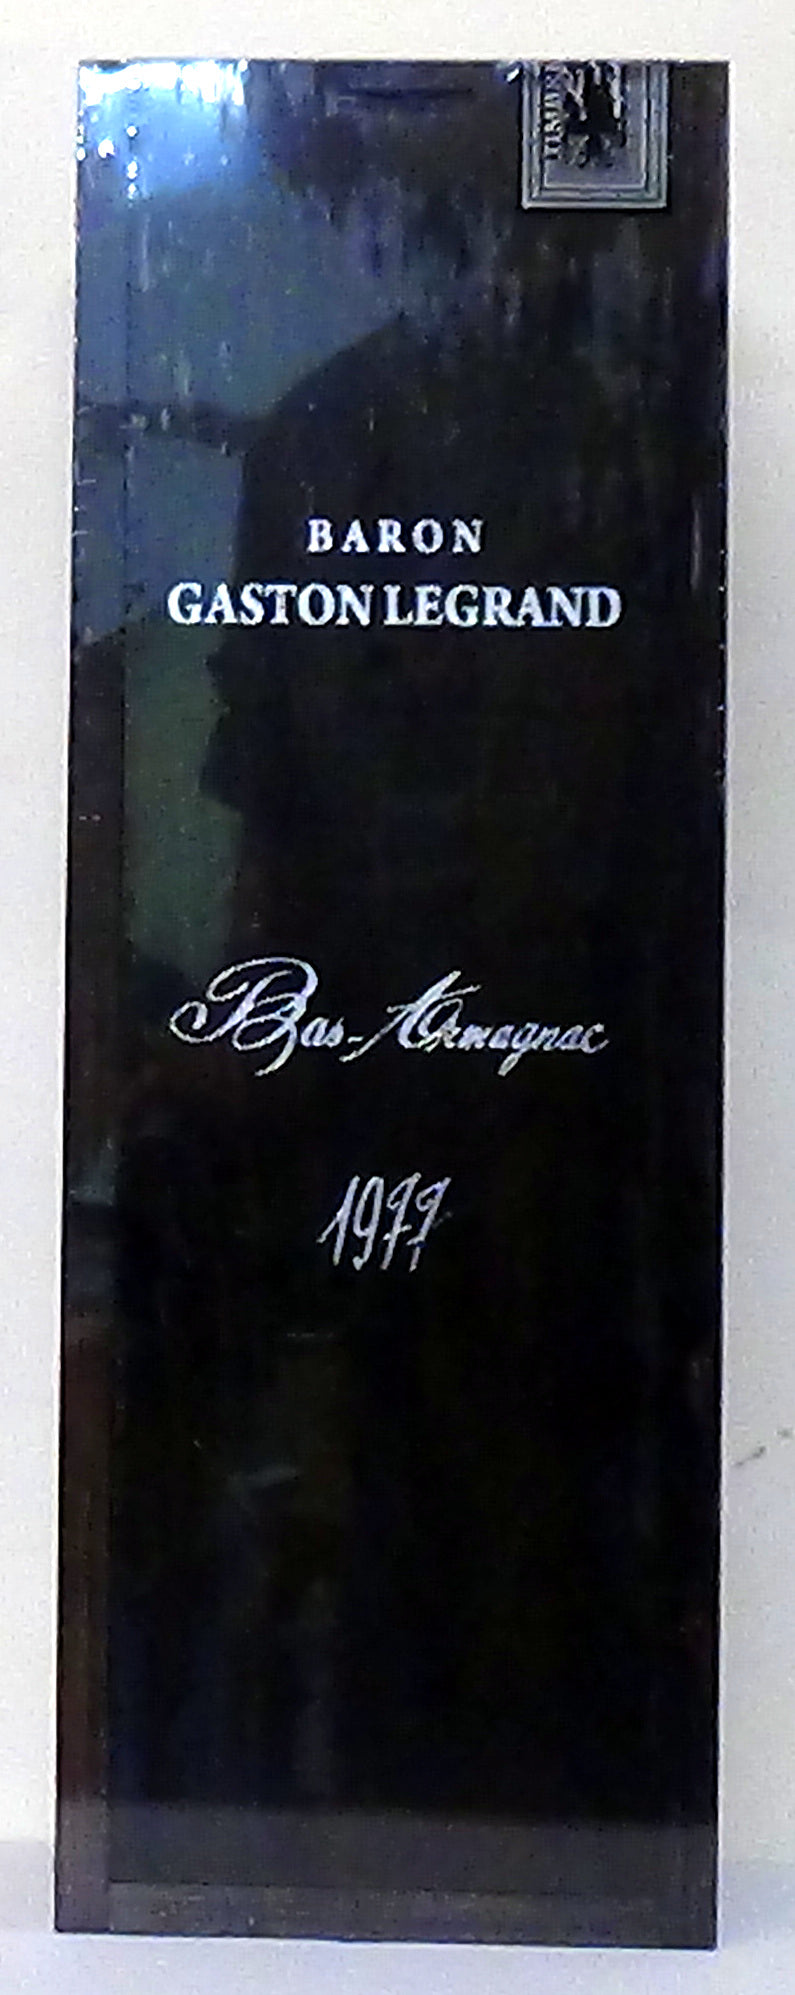 BARON
GASTON LEGRAND
Bas-Armagnac
1977